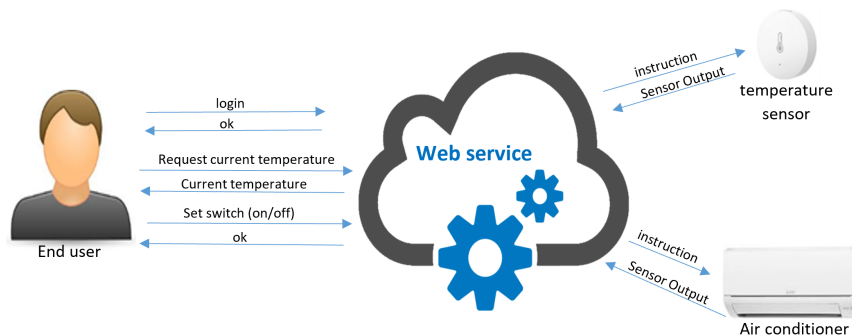 login
ok
Request current temperature
Current temperature
Set switch (on/off)
ok
End user
Web service
instruction
Sensor Output
temperature
sensor
instruction
Sensor Output
Air conditioner